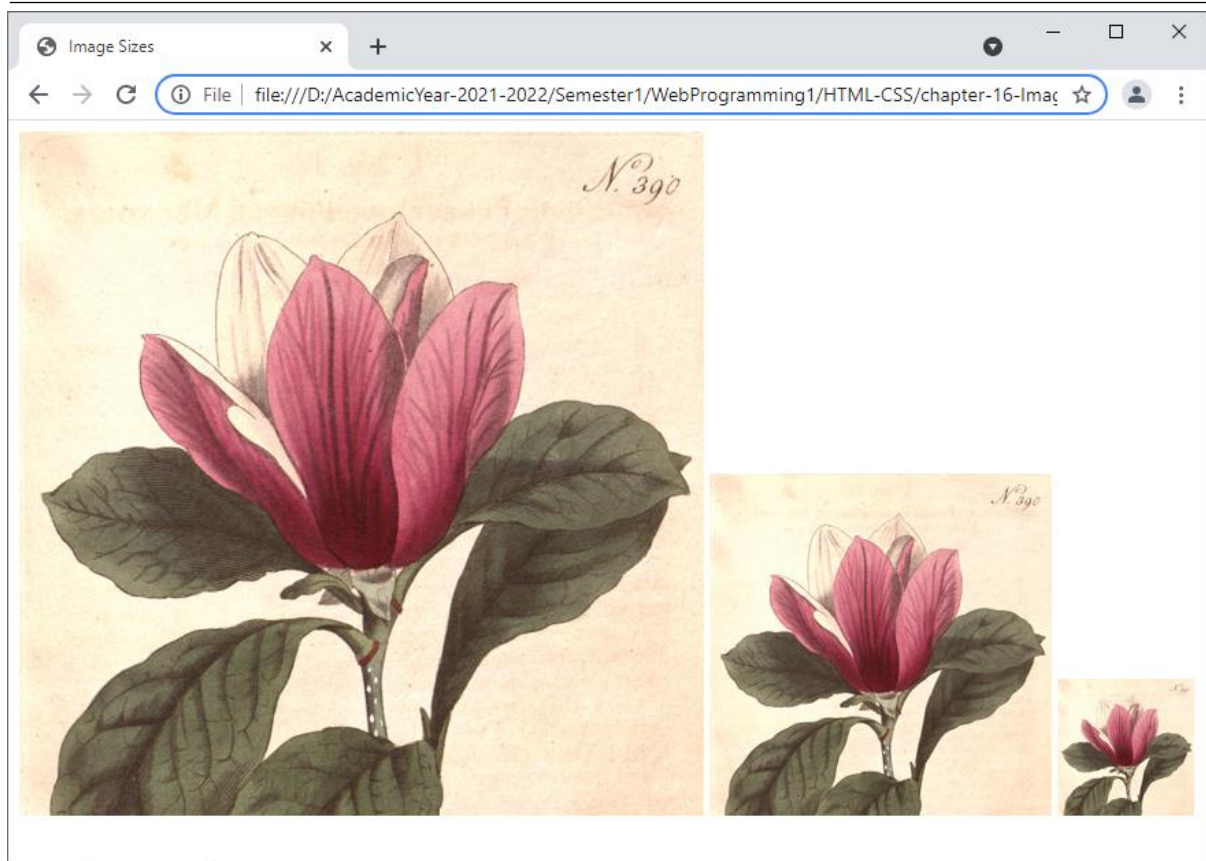 Image Sizes
File file:///D:/AcademicYear-2021-2022/Semester1/WebProgramming1/HTML-CSS/chapter-16-Imag
N.º 390
N.º 390